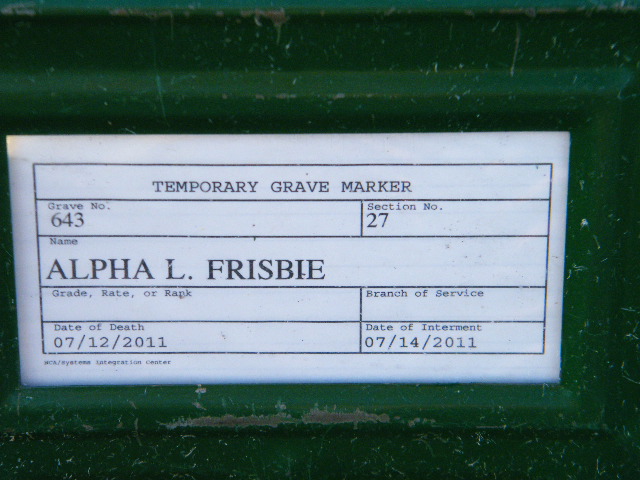 TEMPORARY GRAVE MARKER
Grave No. Section No.
643 27
Name
ALPHA L. FRISBIE
Grade, Rate, or Rank Branch of Service
Date of Death Date of Interment
07/12/2011 07/14/2011
NCA/Systems Integration Center